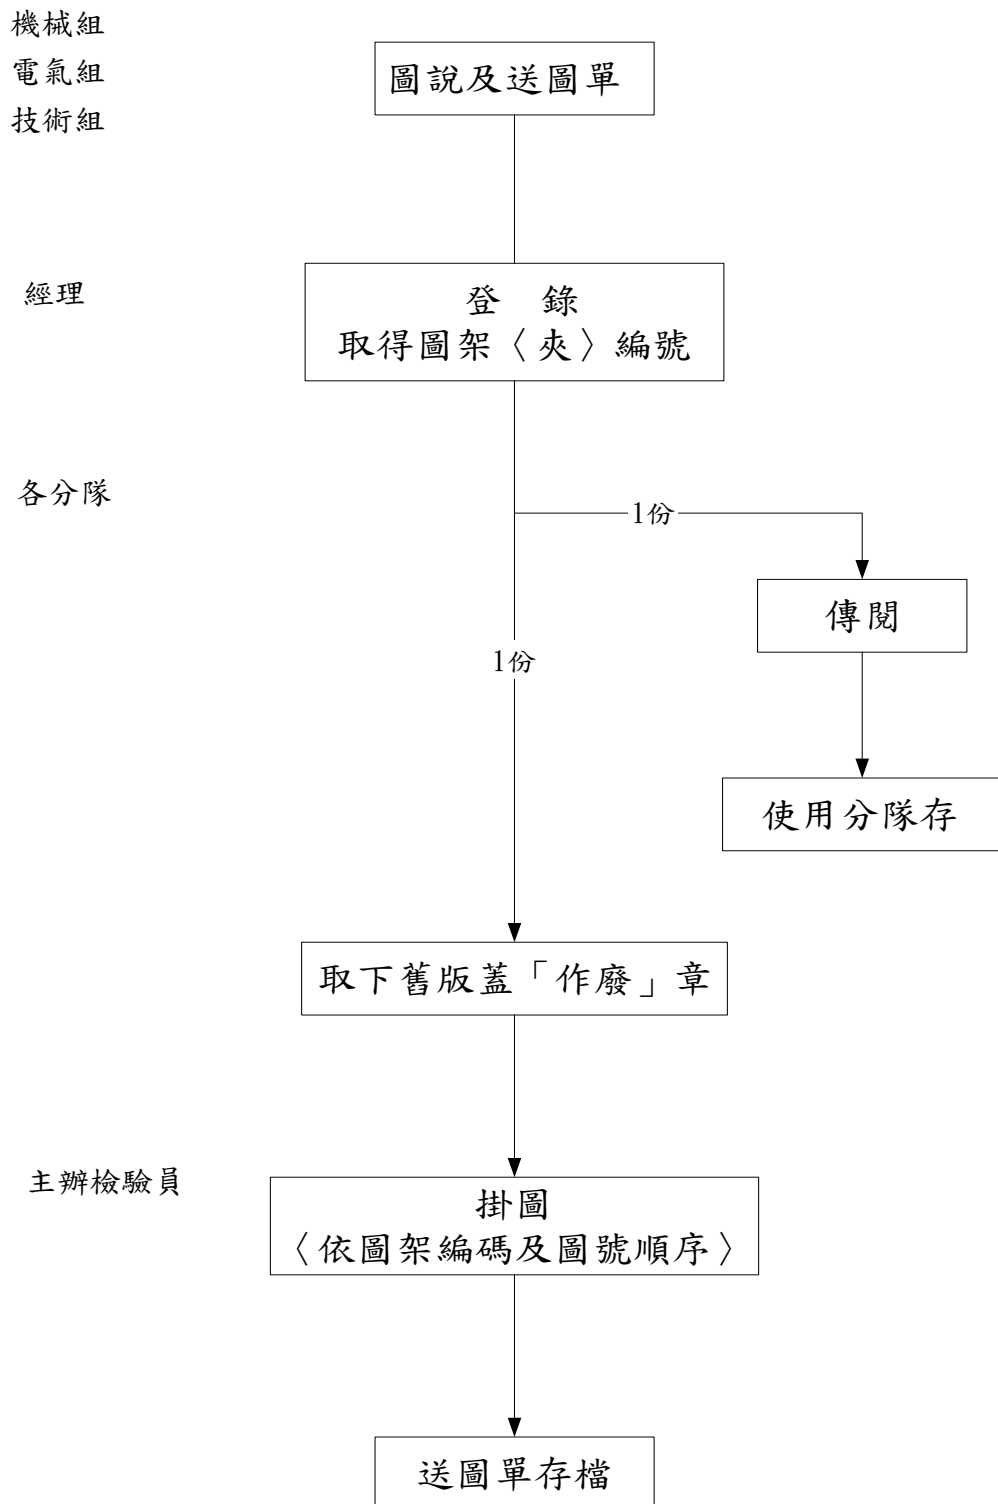 機械組
電氣組
技術組
圖說及送圖單
經理
登　錄
取得圖架〈夾〉編號
各分隊
1份
傳閱
1份
使用分隊存
取下舊版蓋「作廢」章
主辦檢驗員
掛圖
〈依圖架編碼及圖號順序〉
送圖單存檔